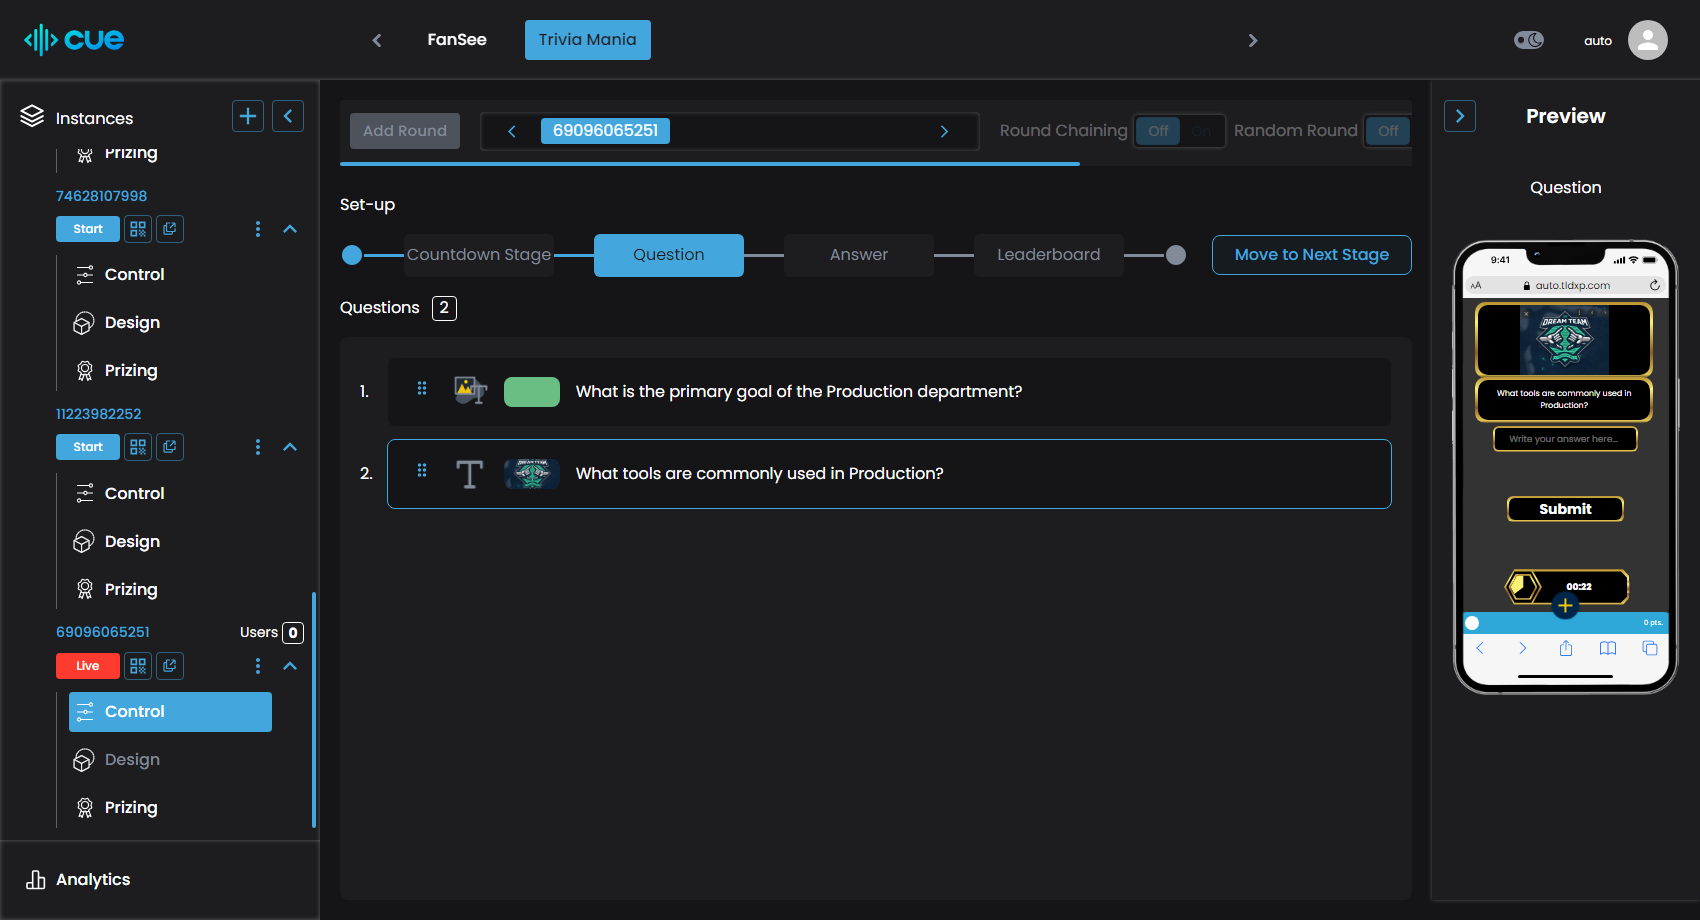 cue
FanSee
Trivia Mania
auto
Instances
Prizing
74628107998
Start
Control
Design
Prizing
11223982252
Start
Control
Design
Prizing
69096065251
Users 0
Live
Control
Design
Prizing
Analytics
Add Round
69096065251
Round Chaining
Off
On
Random Round
Off
Set-up
Countdown Stage
Question
Answer
Leaderboard
Move to Next Stage
Questions 2
1. What is the primary goal of the Production department?
2. T What tools are commonly used in Production?
Preview
Question
9:41
AA
auto.tldxp.com
DREAM TEAM
What tools are commonly used in
Production?
Write your answer here...
Submit
00:22
0 pts.